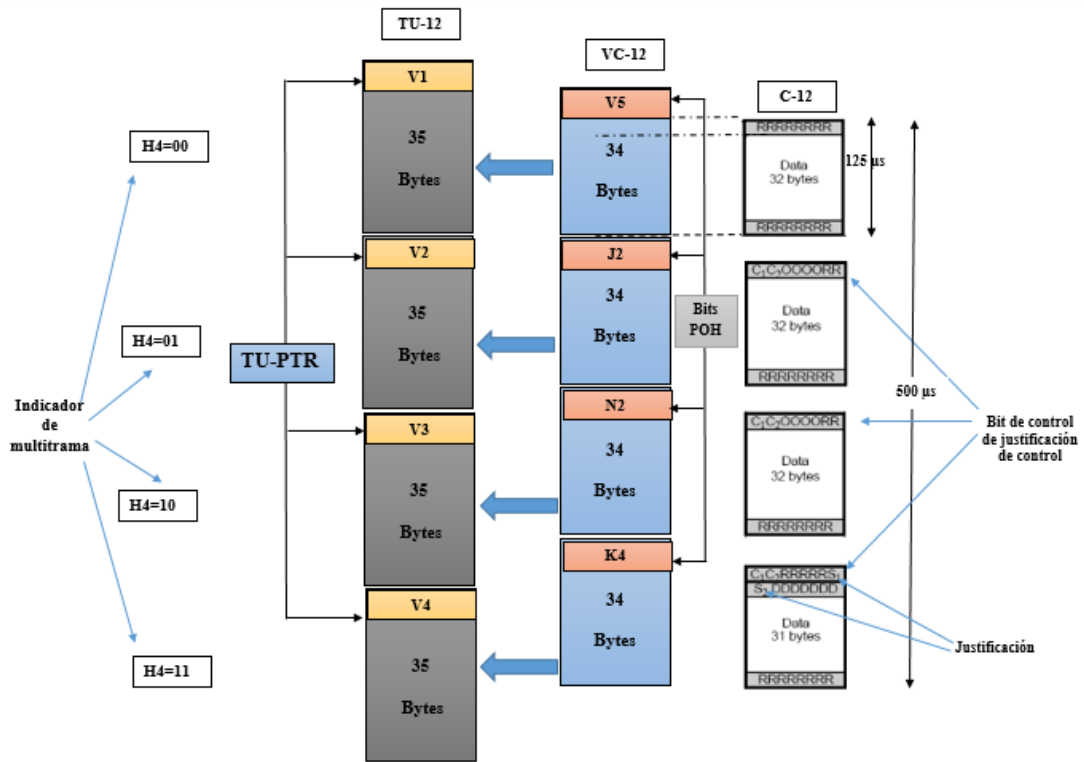 TU-12
V1
35
Bytes
V2
35
Bytes
V3
35
Bytes
V4
35
Bytes
VC-12
V5
34
Bytes
J2
34
Bytes
N2
34
Bytes
K4
34
Bytes
C-12
RRRRRRRR
Data
32 bytes
RRRRRRRR
C₁C₂OOOORR
Data
32 bytes
RRRRRRRR
C₁C₂OOOORR
Data
32 bytes
RRRRRRRR
C₁C₂RRRRRS₁
S₂DDDDDDD
Data
31 bytes
RRRRRRRR
H4=00
H4=01
H4=10
H4=11
Indicador
de
multitrama
TU-PTR
Bits
POH
125 µs
500 µs
Bit de control
de justificación
de control
Justificación